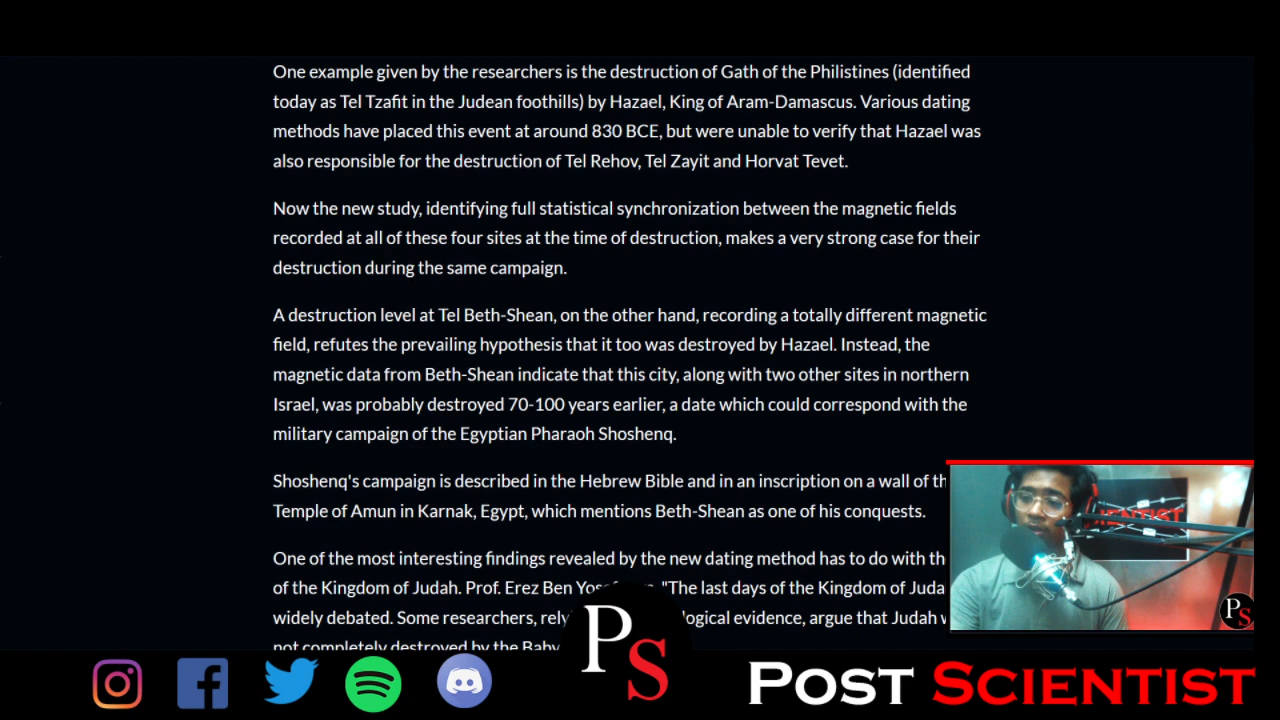 One example given by the researchers is the destruction of Gath of the Philistines (identified
today as Tel Tzafit in the Judean foothills) by Hazael, King of Aram-Damascus. Various dating
methods have placed this event at around 830 BCE, but were unable to verify that Hazael was
also responsible for the destruction of Tel Rehov, Tel Zayit and Horvat Tevet.
Now the new study, identifying full statistical synchronization between the magnetic fields
recorded at all of these four sites at the time of destruction, makes a very strong case for their
destruction during the same campaign.
A destruction level at Tel Beth-Shean, on the other hand, recording a totally different magnetic
field, refutes the prevailing hypothesis that it too was destroyed by Hazael. Instead, the
magnetic data from Beth-Shean indicate that this city, along with two other sites in northern
Israel, was probably destroyed 70-100 years earlier, a date which could correspond with the
military campaign of the Egyptian Pharaoh Shoshenq.
Shoshenq's campaign is described in the Hebrew Bible and in an inscription on a wall of
Temple of Amun in Karnak, Egypt, which mentions Beth-Shean as one of his conquests.
One of the most interesting findings revealed by the new dating method has to do with
of the Kingdom of Judah. Prof. Erez Ben "The last days of the Kingdom of
widely debated. Some researchers, argue that Judah
not completely destroyed by the
PS
POST SCIENTIST
PS